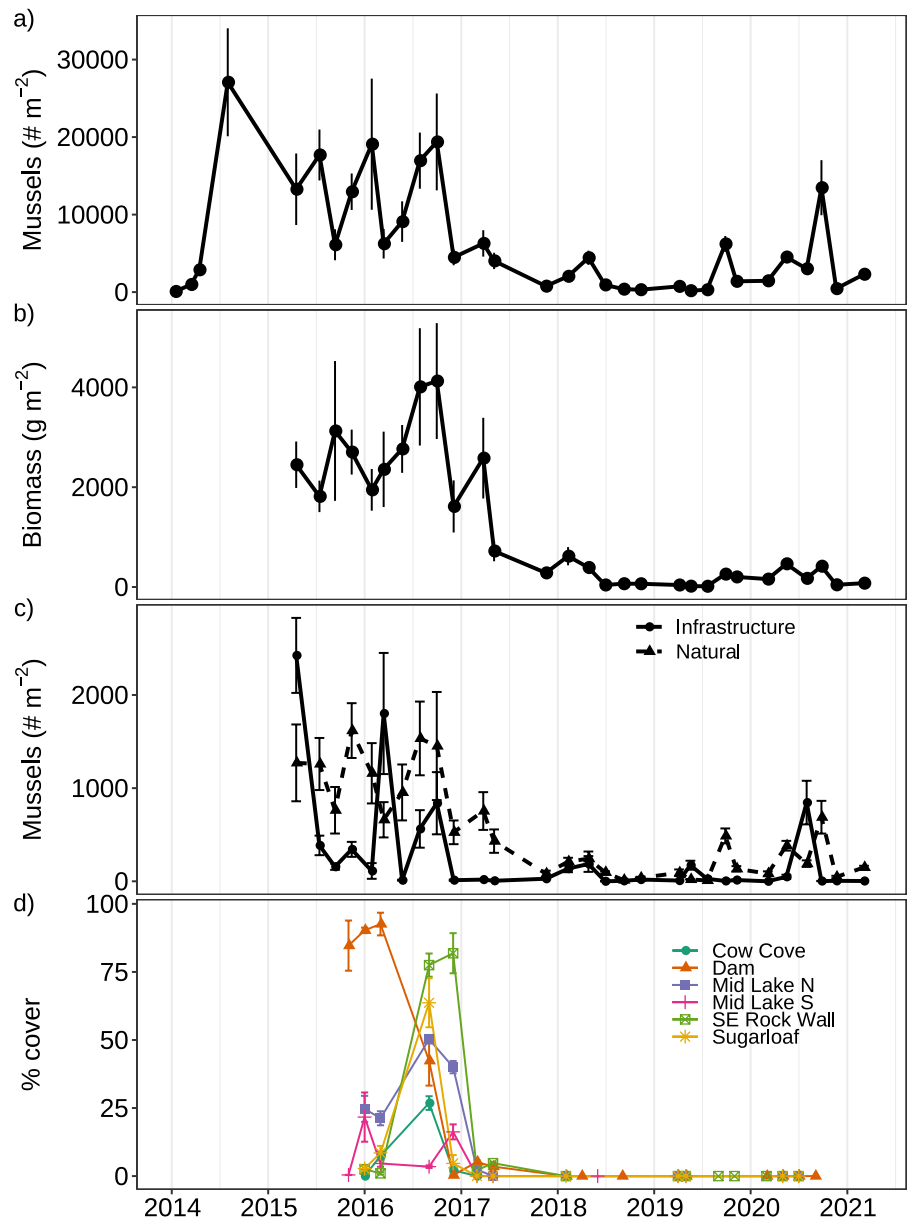 a)
Mussels (# m⁻²)
30000
20000
10000
0
b)
Biomass (g m⁻²)
4000
2000
0
c)
Mussels (# m⁻²)
2000
1000
0
Infrastructure
Natural
d)
% cover
100
75
50
25
0
Cow Cove
Dam
Mid Lake N
Mid Lake S
SE Rock Wall
Sugarloaf
2014 2015 2016 2017 2018 2019 2020 2021